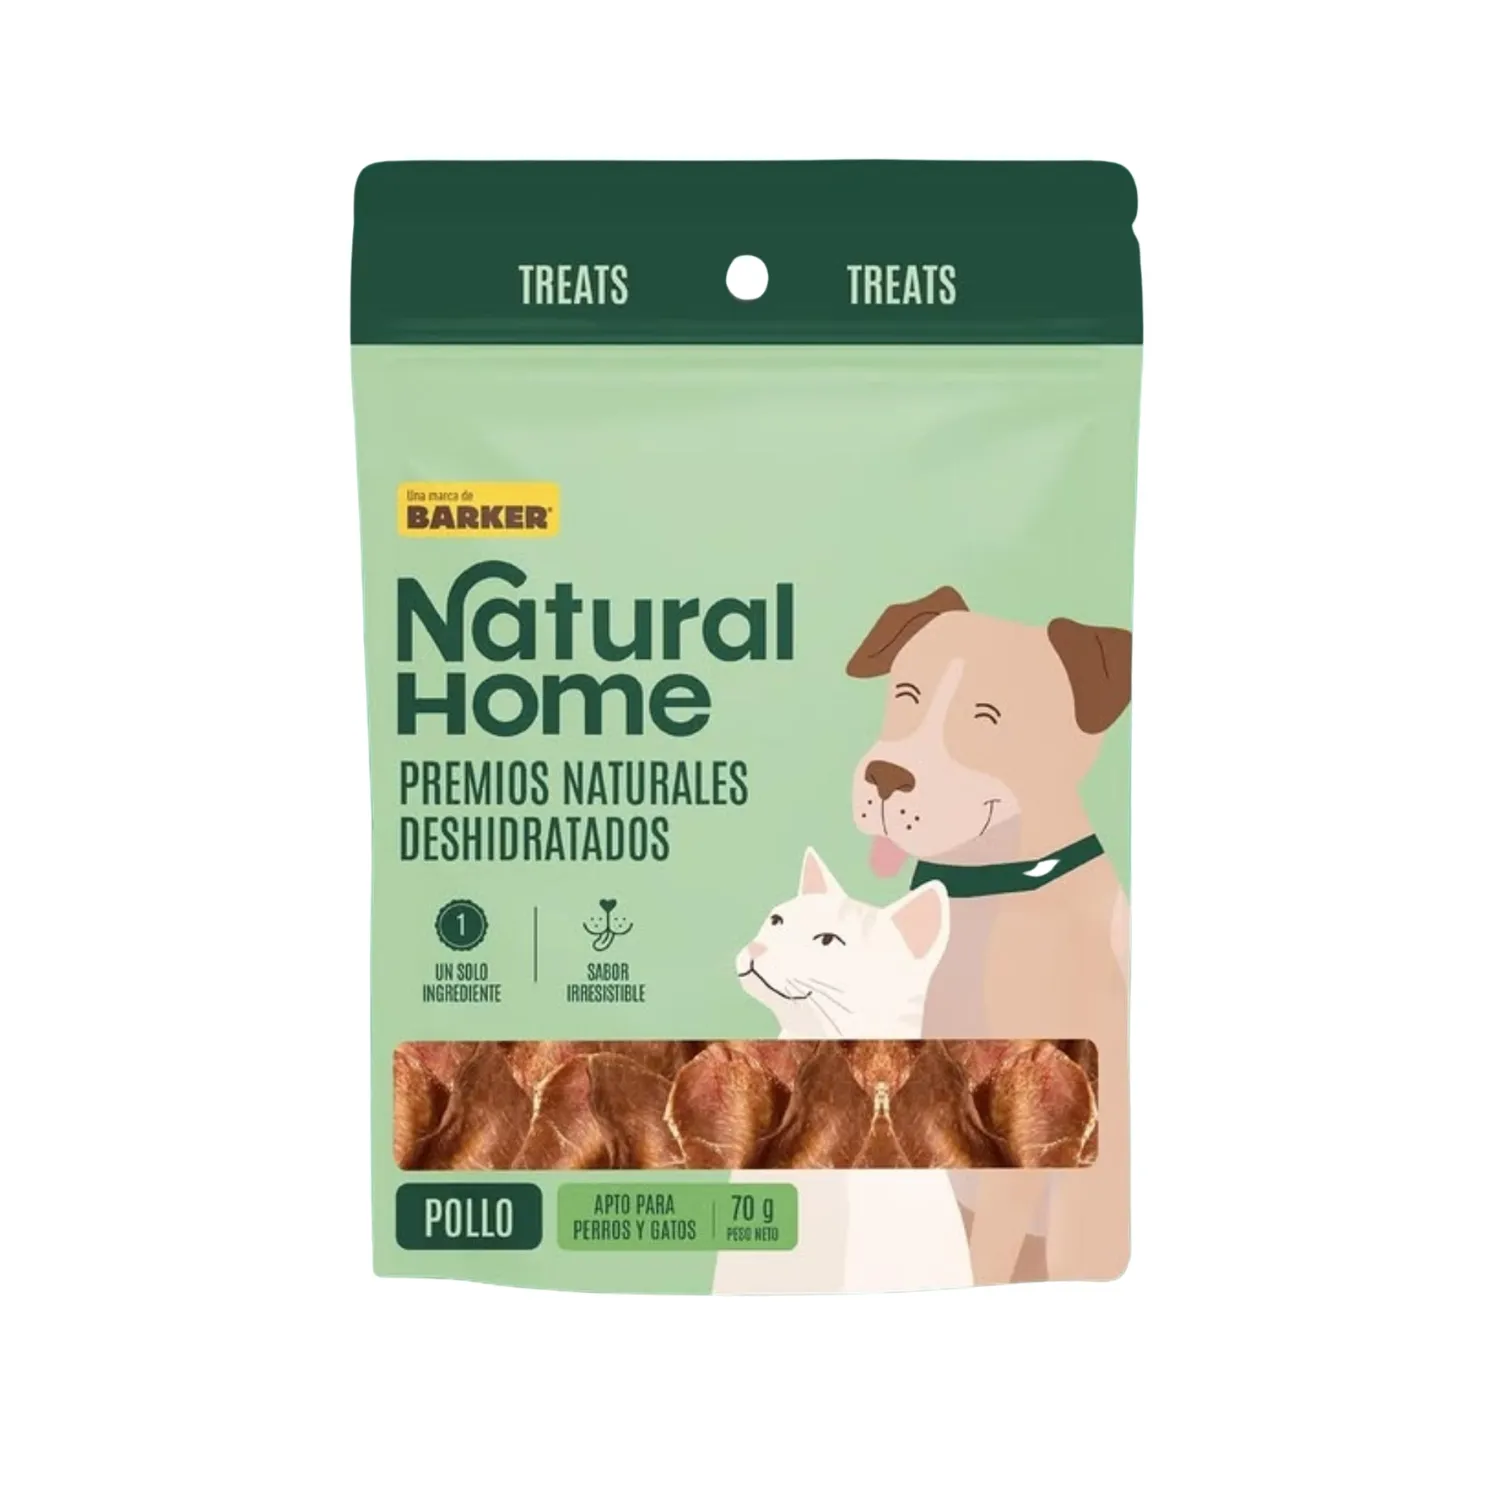 TREATS TREATS
Una marca de
BARKER®
Natural
Home
PREMIOS NATURALES
DESHIDRATADOS
1
UN SOLO
INGREDIENTE
SABOR
IRRESISTIBLE
POLLO
APTO PARA
PERROS Y GATOS
70 g
PESO NETO